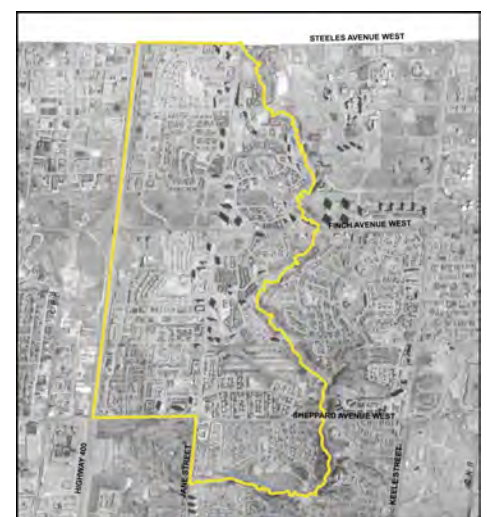 STEELES AVENUE WEST
FINCH AVENUE WEST
SHEPPARD AVENUE WEST
HIGHWAY 400
JANE STREET
KEELE STREET